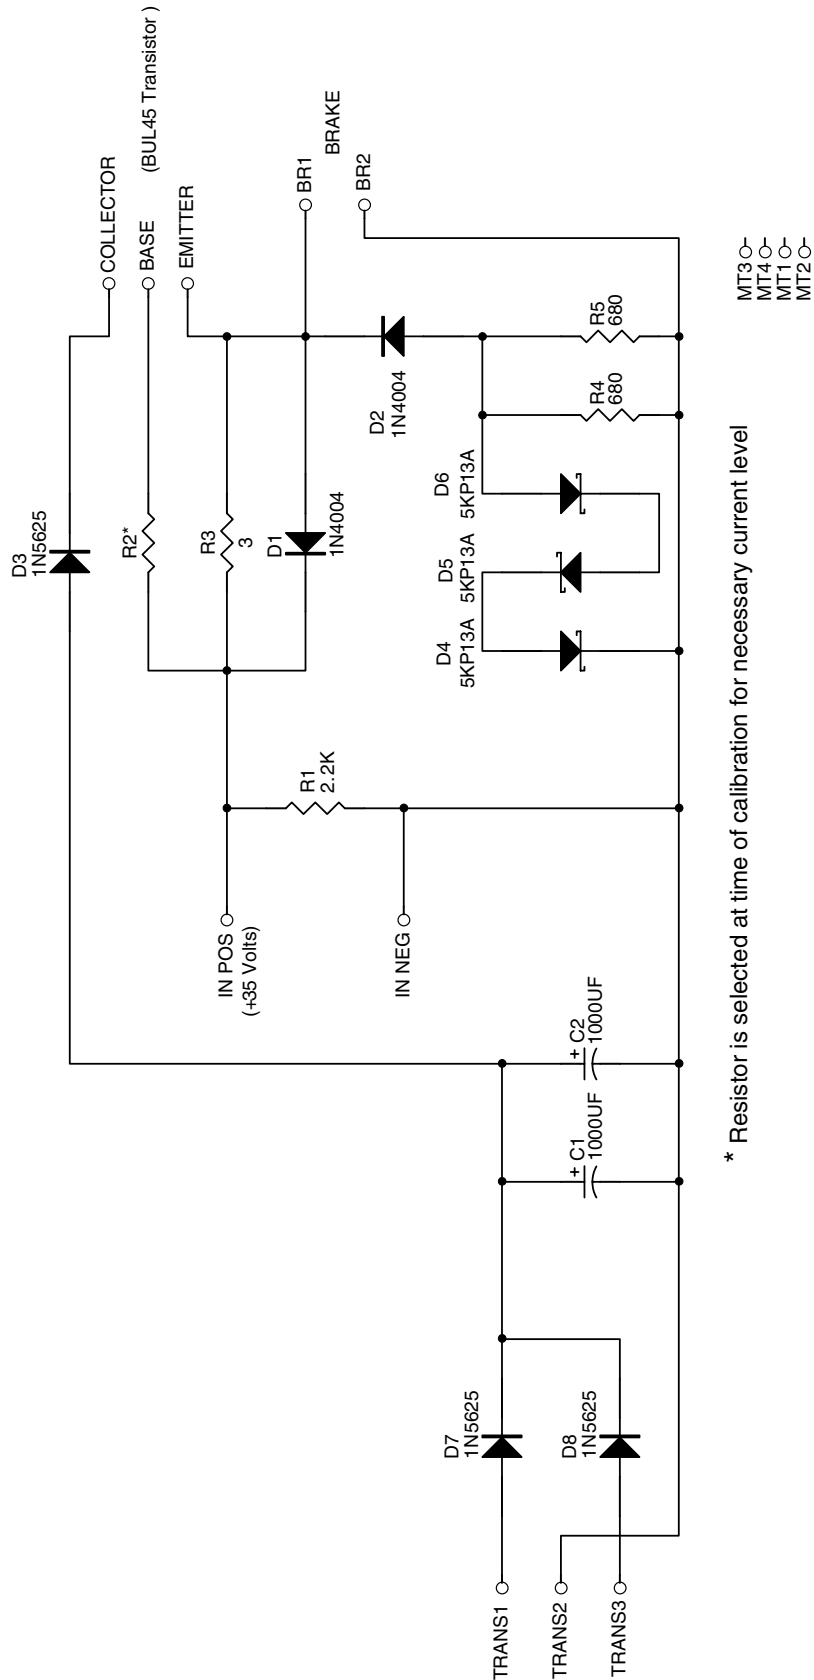 D3
1N5625
COLLECTOR
(BUL45 Transistor )
BASE
R2*
EMITTER
R3
3
D1
1N4004
BR1
BRAKE
BR2
D2
1N4004
IN POS
(+35 Volts)
R1
2.2K
IN NEG
D4
5KP13A
D5
5KP13A
D6
5KP13A
R4
680
R5
680
TRANS1
D7
1N5625
TRANS2
D8
1N5625
TRANS3
+ C1
1000UF
+ C2
1000UF
* Resistor is selected at time of calibration for necessary current level
MT3
MT4
MT1
MT2